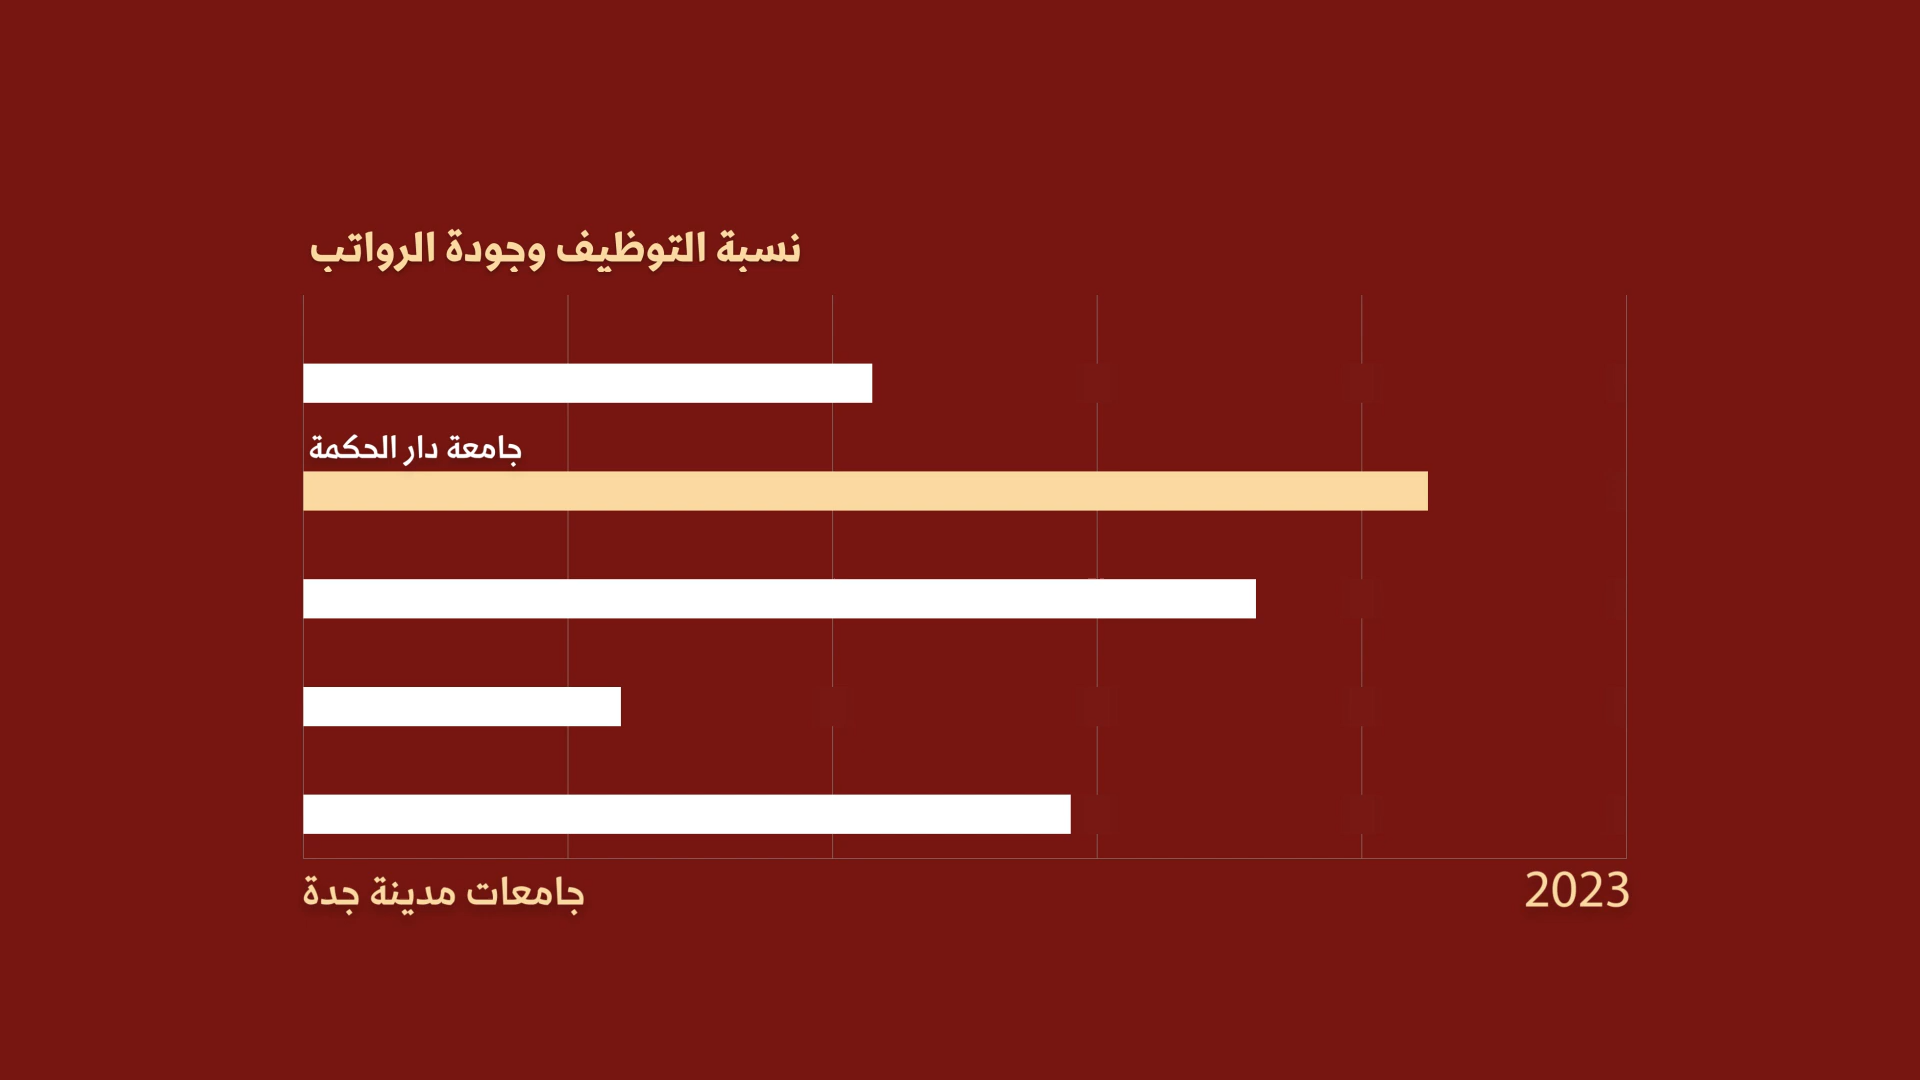 نسبة التوظيف وجودة الرواتب
جامعة دار الحكمة
جامعات مدينة جدة
2023